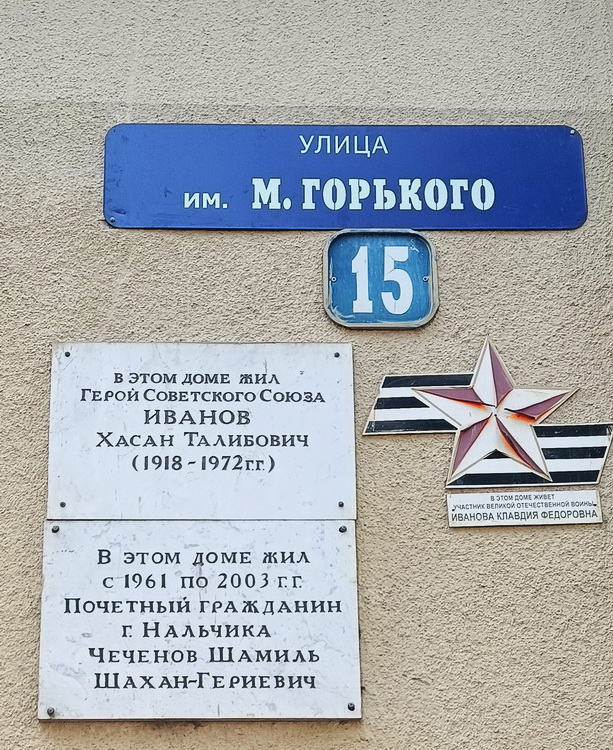 УЛИЦА
им. М. ГОРЬКОГО
15
В ЭТОМ ДОМЕ ЖИЛ
ГЕРОЙ СОВЕТСКОГО СОЮЗА
ИВАНОВ
ХАСАН ТАЛИБОВИЧ
(1918-1972гг.)
В ЭТОМ ДОМЕ ЖИВЕТ
УЧАСТНИК ВЕЛИКОЙ ОТЕЧЕСТВЕННОЙ ВОЙНЫ
ИВАНОВА КЛАВДИЯ ФЕДОРОВНА
В ЭТОМ ДОМЕ ЖИЛ
С 1961 ПО 2003 Г.Г.
ПОЧЕТНЫЙ ГРАЖДАНИН
Г. НАЛЬЧИКА
ЧЕЧЕНОВ ШАМИЛЬ
ШАХАН-ГЕРИЕВИЧ